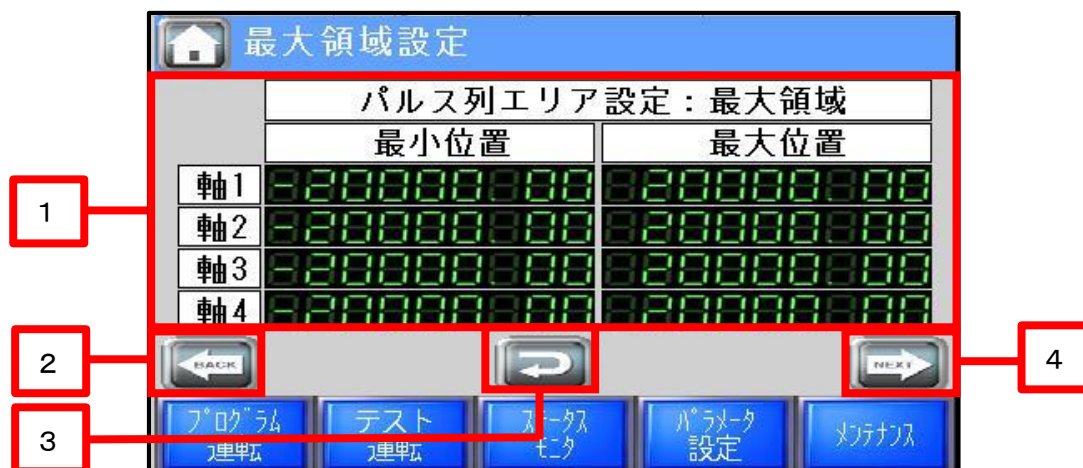 最大領域設定
パルス列エリア設定：最大領域
最小位置 最大位置
軸1 -20000.00 20000.00
軸2 -20000.00 20000.00
軸3 -20000.00 20000.00
軸4 -20000.00 20000.00
1
2 BACK NEXT 4
3
プログラム運転
テスト運転
ステータスモニタ
パラメータ設定
メンテナンス